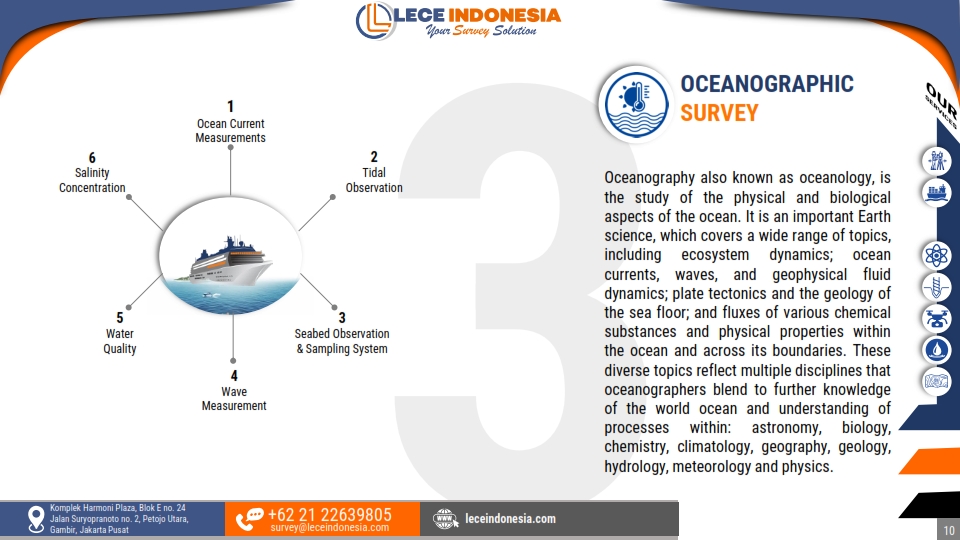 LECE INDONESIA
Your Survey Solution
1
Ocean Current
Measurements
2
Tidal
Observation
3
Seabed Observation
& Sampling System
4
Wave
Measurement
5
Water
Quality
6
Salinity
Concentration
3
OCEANOGRAPHIC
SURVEY
Oceanography also known as oceanology, is
the study of the physical and biological
aspects of the ocean. It is an important Earth
science, which covers a wide range of topics,
including ecosystem dynamics; ocean
currents, waves, and geophysical fluid
dynamics; plate tectonics and the geology of
the sea floor; and fluxes of various chemical
substances and physical properties within
the ocean and across its boundaries. These
diverse topics reflect multiple disciplines that
oceanographers blend to further knowledge
of the world ocean and understanding of
processes within: astronomy, biology,
chemistry, climatology, geography, geology,
hydrology, meteorology and physics.
OUR
SERVICES
Komplek Harmoni Plaza, Blok E no. 24
Jalan Suryopranoto no. 2, Petojo Utara,
Gambir, Jakarta Pusat
+62 21 22639805
survey@leceindonesia.com
leceindonesia.com
10